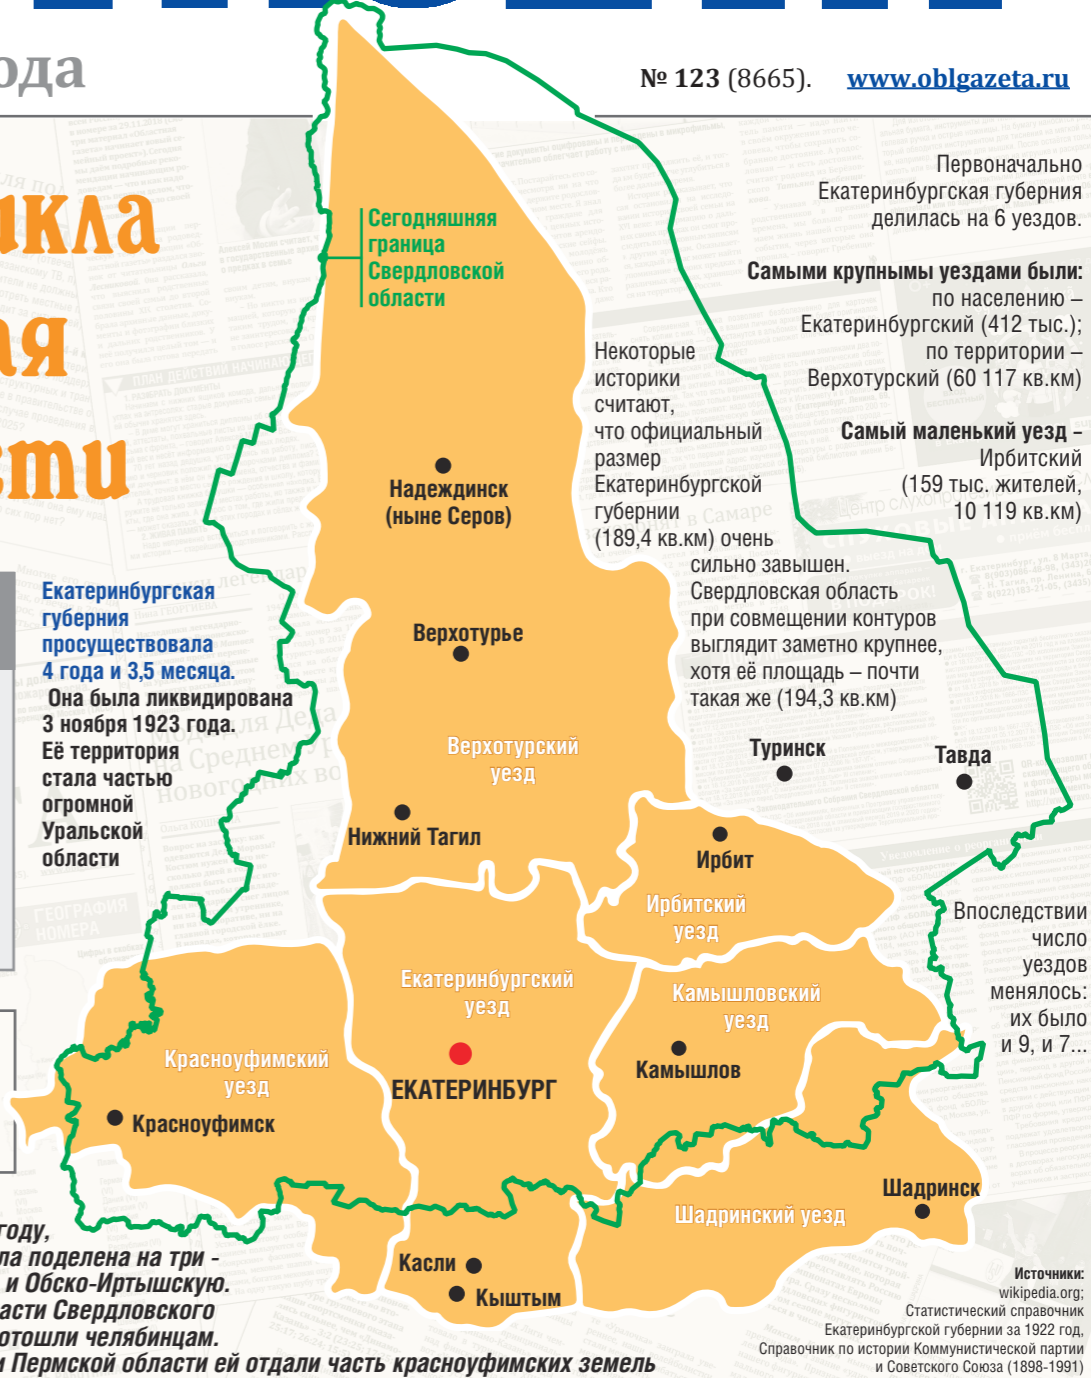 ода
№ 123 (8665).
www.oblgazeta.ru
икла
ая
сти
Первоначально
Екатеринбургская губерния
делилась на 6 уездов.
Самыми крупнымы уездами были:
по населению –
Екатеринбургский (412 тыс.);
по территории –
Верхотурский (60 117 кв.км)
Самый маленький уезд –
Ирбитский
(159 тыс. жителей,
10 119 кв.км)
Сегодняшняя
граница
Свердловской
области
Некоторые
историки
считают,
что официальный
размер
Екатеринбургской
губернии
(189,4 кв.км) очень
сильно завышен.
Свердловская область
при совмещении контуров
выглядит заметно крупнее,
хотя её площадь – почти
такая же (194,3 кв.км)
Надеждинск
(ныне Серов)
Екатеринбургская
губерния
просуществовала
4 года и 3,5 месяца.
Она была ликвидирована
3 ноября 1923 года.
Её территория
стала частью
огромной
Уральской
области
Верхотурье
Верхотурский
уезд
Туринск
Тавда
Нижний Тагил
Ирбит
Ирбитский
уезд
Впоследствии
число
уездов
менялось:
их было
и 9, и 7...
Екатеринбургский
уезд
Камышловский
уезд
Красноуфимский
уезд
ЕКАТЕРИНБУРГ
Камышлов
Красноуфимск
Шадринск
Шадринский уезд
Касли
Кыштым
году,
ла поделена на три -
и Обско-Иртышскую.
асти Свердловского
отошли челябинцам.
и Пермской области ей отдали часть красноуфимских земель
Источники:
wikipedia.org;
Статистический справочник
Екатеринбургской губернии за 1922 год,
Справочник по истории Коммунистической партии
и Советского Союза (1898-1991)